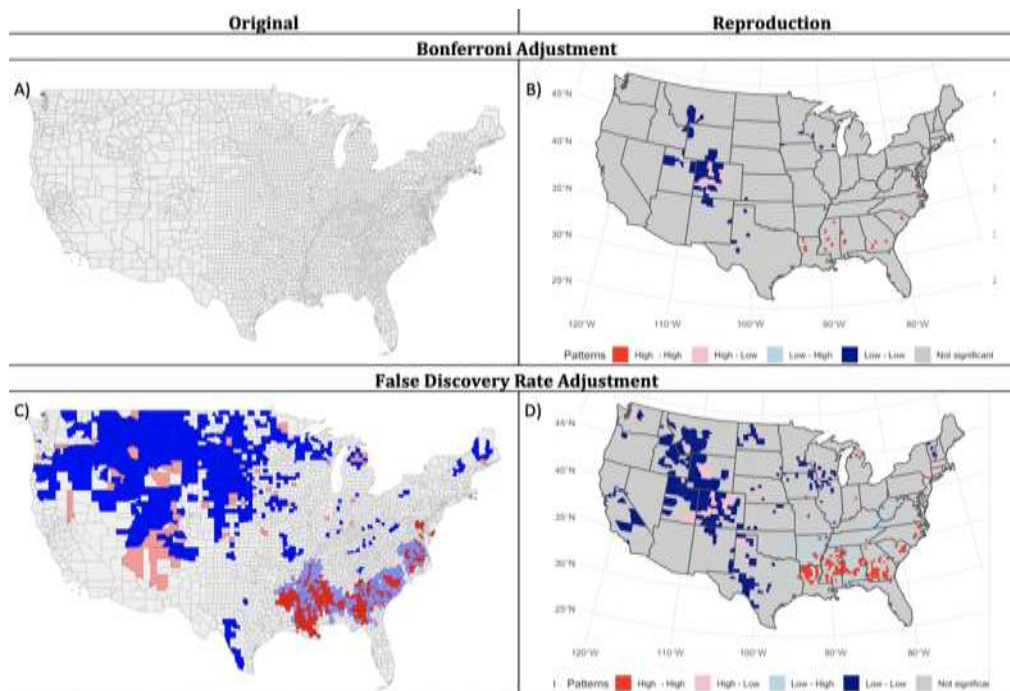 Original Reproduction
Bonferroni Adjustment
A) B)
45°N
40°N
35°N
30°N
25°N
120°W 110°W 100°W 90°W 80°W
Patterns High - High High - Low Low - High Low - Low Not significant
False Discovery Rate Adjustment
C) D)
45°N
40°N
35°N
30°N
25°N
120°W 110°W 100°W 90°W 80°W
Patterns High - High High - Low Low - High Low - Low Not significa